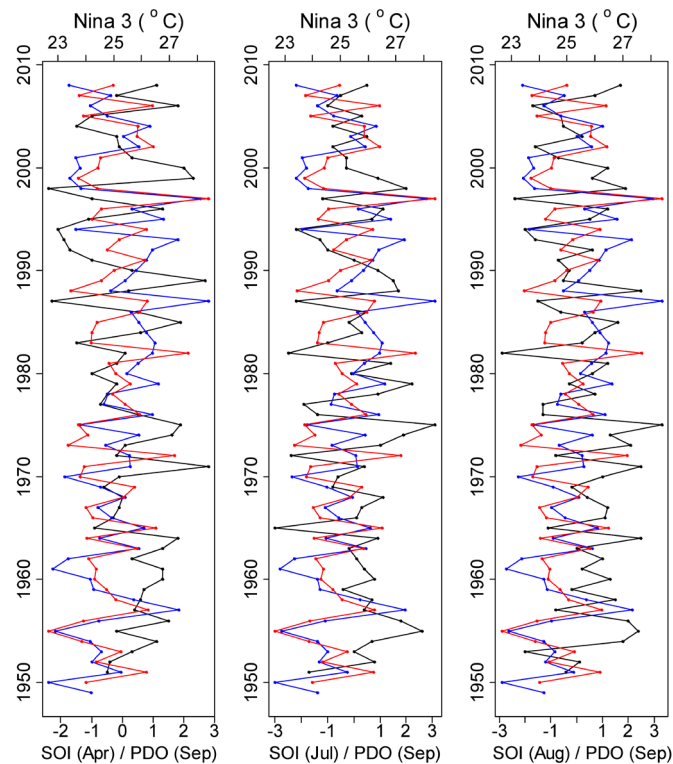 Nina 3 ( °C)
23 25 27
2010
2000
1990
1980
1970
1960
1950
-2 -1 0 1 2 3
SOI (Apr) / PDO (Sep)
Nina 3 ( °C)
23 25 27
2010
2000
1990
1980
1970
1960
1950
-3 -2 -1 0 1 2 3
SOI (Jul) / PDO (Sep)
Nina 3 ( °C)
23 25 27
2010
2000
1990
1980
1970
1960
1950
-3 -1 0 1 2 3
SOI (Aug) / PDO (Sep)